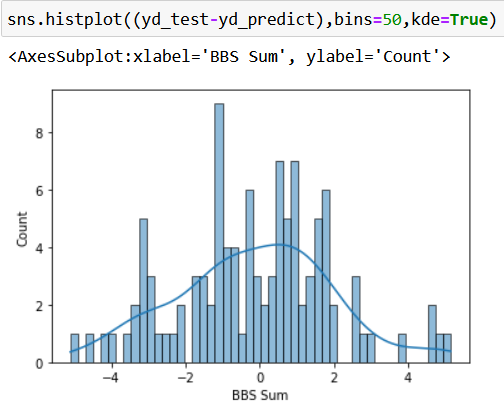 sns.histplot((yd_test-yd_predict),bins=50,kde=True)
<AxesSubplot:xlabel='BBS Sum', ylabel='Count'>
8
6
4
2
0
Count
−4 −2 0 2 4
BBS Sum